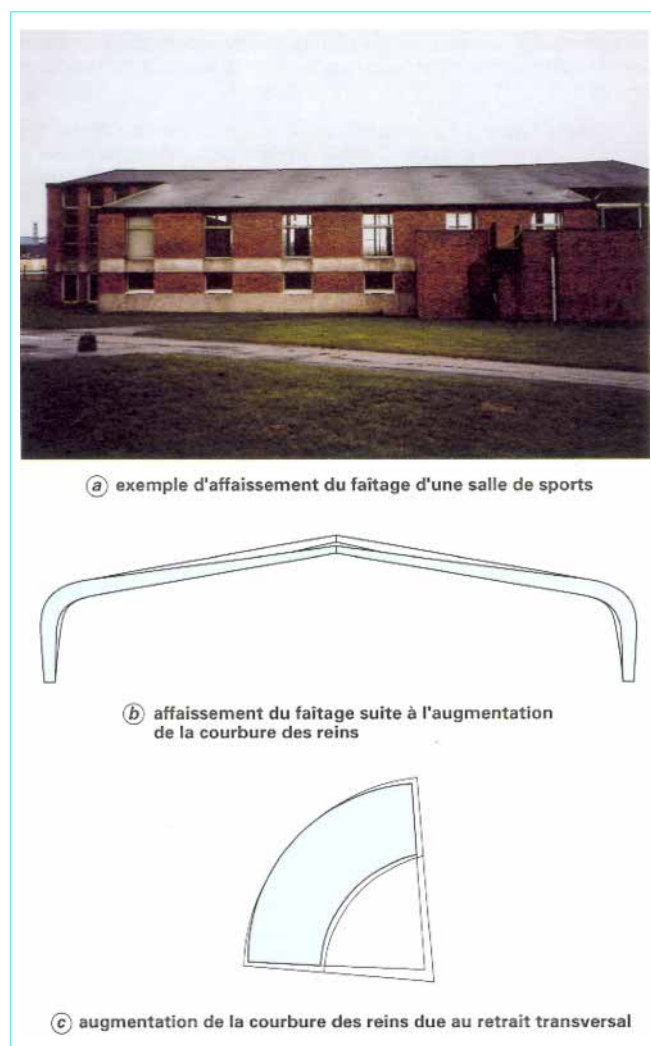 a exemple d'affaissement du faîtage d'une salle de sports
b affaissement du faîtage suite à l'augmentation
de la courbure des reins
c augmentation de la courbure des reins due au retrait transversal